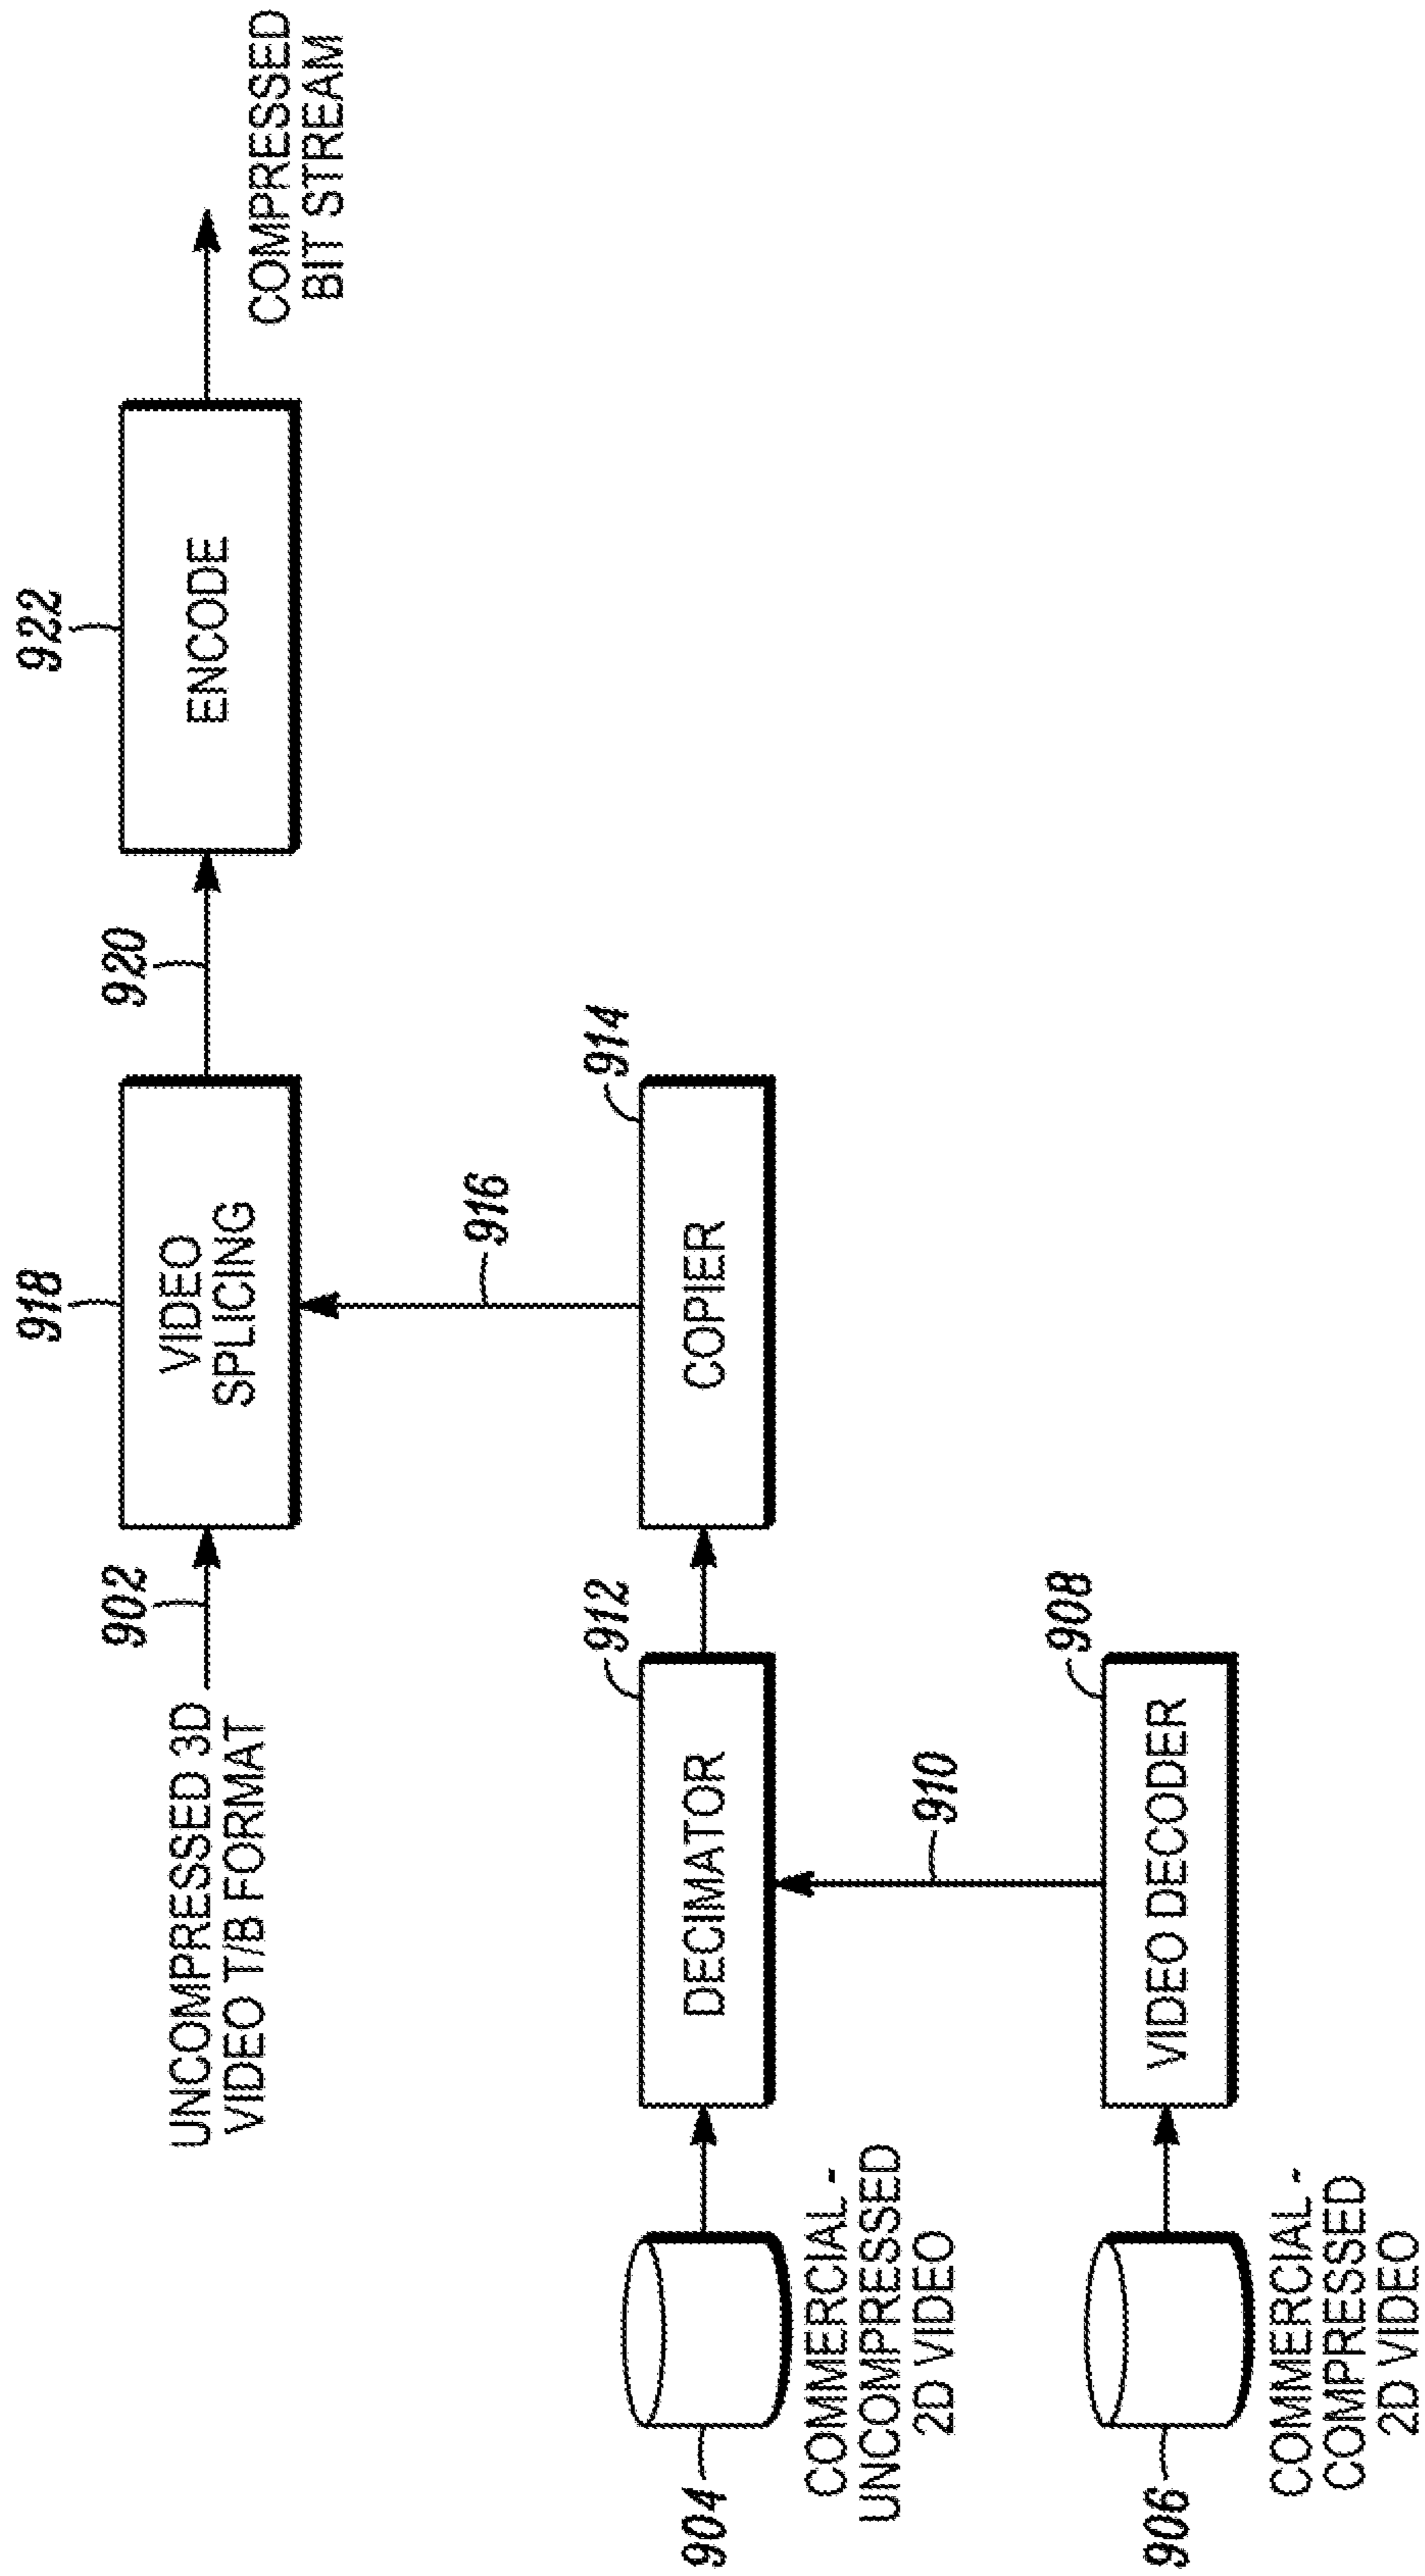 922
918
ENCODE
COMPRESSED
BIT STREAM
920
902
VIDEO
SPLICING
UNCOMPRESSED 3D
VIDEO T/B FORMAT
916
912
914
904
DECIMATOR
COPIER
COMMERCIAL -
UNCOMPRESSED
2D VIDEO
910
908
906
VIDEO DECODER
COMMERCIAL -
COMPRESSED
2D VIDEO